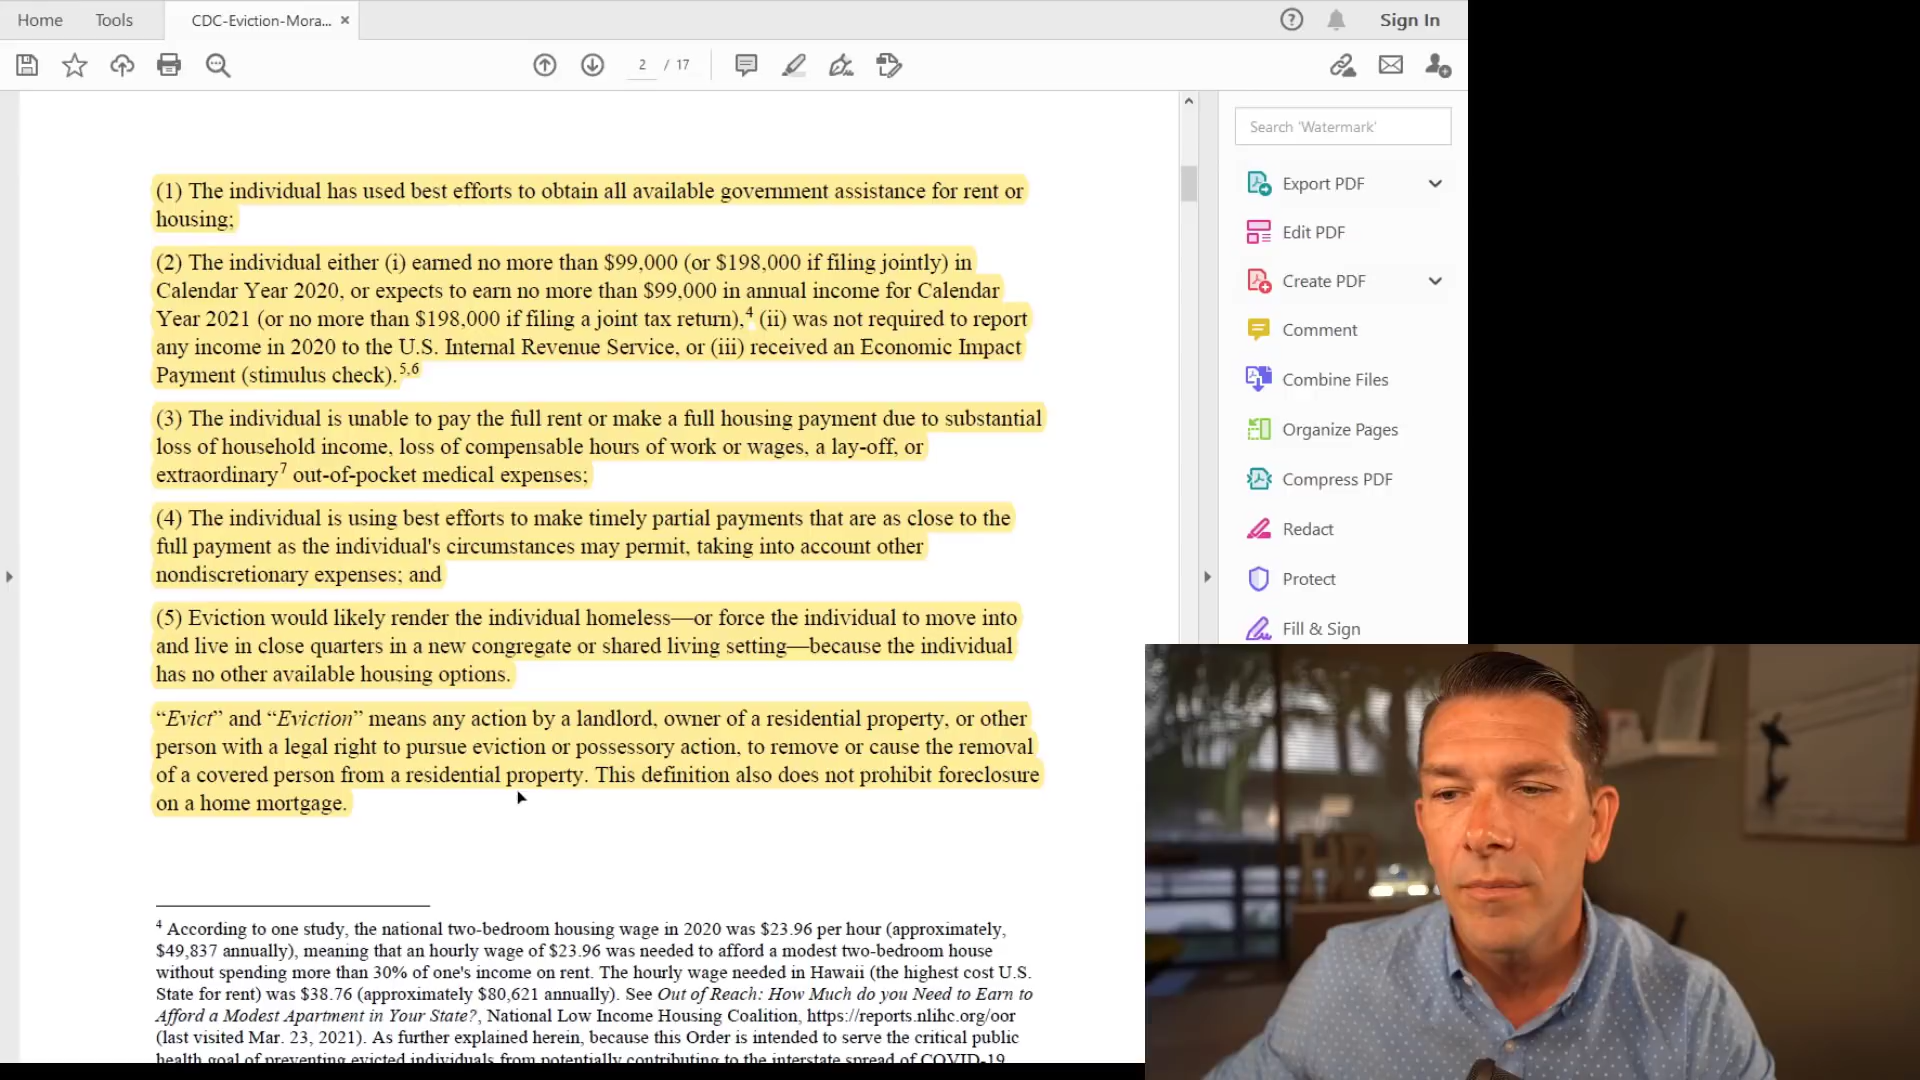 Home
Tools
CDC-Eviction-Mora...
Sign In
2 / 17
(1) The individual has used best efforts to obtain all available government assistance for rent or
housing;
(2) The individual either (i) earned no more than $99,000 (or $198,000 if filing jointly) in
Calendar Year 2020, or expects to earn no more than $99,000 in annual income for Calendar
Year 2021 (or no more than $198,000 if filing a joint tax return),4 (ii) was not required to report
any income in 2020 to the U.S. Internal Revenue Service, or (iii) received an Economic Impact
Payment (stimulus check).5,6
(3) The individual is unable to pay the full rent or make a full housing payment due to substantial
loss of household income, loss of compensable hours of work or wages, a lay-off, or
extraordinary7 out-of-pocket medical expenses;
(4) The individual is using best efforts to make timely partial payments that are as close to the
full payment as the individual's circumstances may permit, taking into account other
nondiscretionary expenses; and
(5) Eviction would likely render the individual homeless—or force the individual to move into
and live in close quarters in a new congregate or shared living setting—because the individual
has no other available housing options.
“Evict” and “Eviction” means any action by a landlord, owner of a residential property, or other
person with a legal right to pursue eviction or possessory action, to remove or cause the removal
of a covered person from a residential property. This definition also does not prohibit foreclosure
on a home mortgage.
4 According to one study, the national two-bedroom housing wage in 2020 was $23.96 per hour (approximately,
$49,837 annually), meaning that an hourly wage of $23.96 was needed to afford a modest two-bedroom house
without spending more than 30% of one's income on rent. The hourly wage needed in Hawaii (the highest cost U.S.
State for rent) was $38.76 (approximately $80,621 annually). See Out of Reach: How Much do you Need to Earn to
Afford a Modest Apartment in Your State?, National Low Income Housing Coalition, https://reports.nlihc.org/oor
(last visited Mar. 23, 2021). As further explained herein, because this Order is intended to serve the critical public
health goal of preventing evicted individuals from potentially contributing to the interstate spread of COVID-19
Search 'Watermark'
Export PDF
Edit PDF
Create PDF
Comment
Combine Files
Organize Pages
Compress PDF
Redact
Protect
Fill & Sign